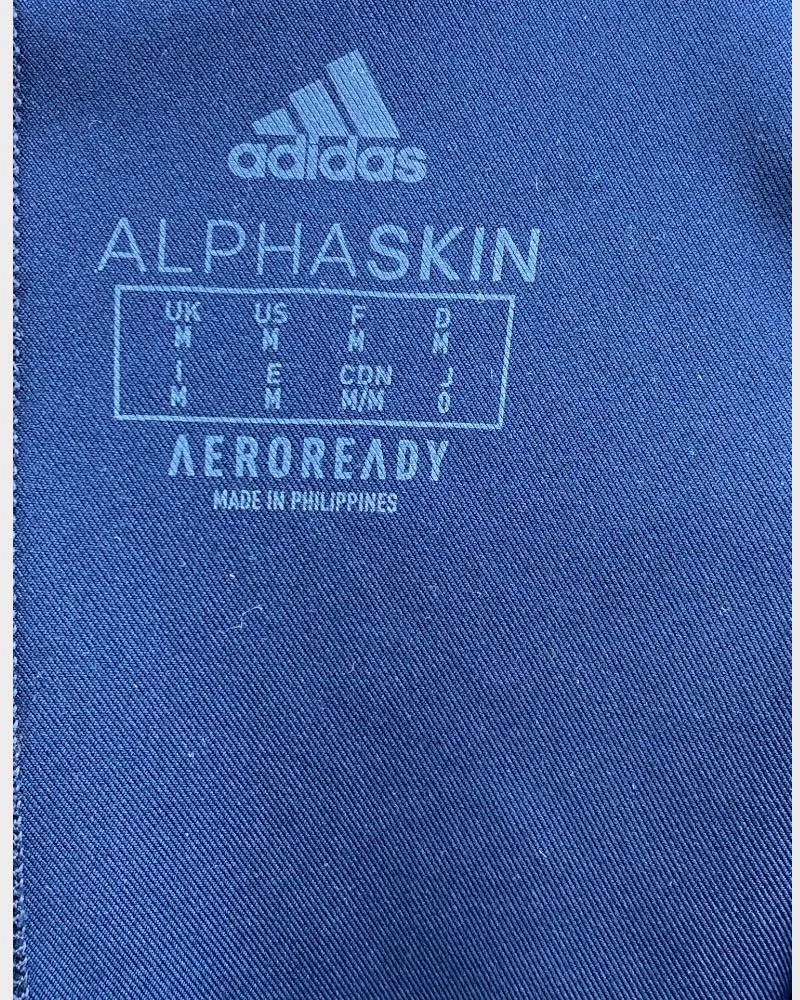 adidas
ALPHASKIN
UK US F D
M M M M
I E CDN J
M M M/M O
AEROREADY
MADE IN PHILIPPINES